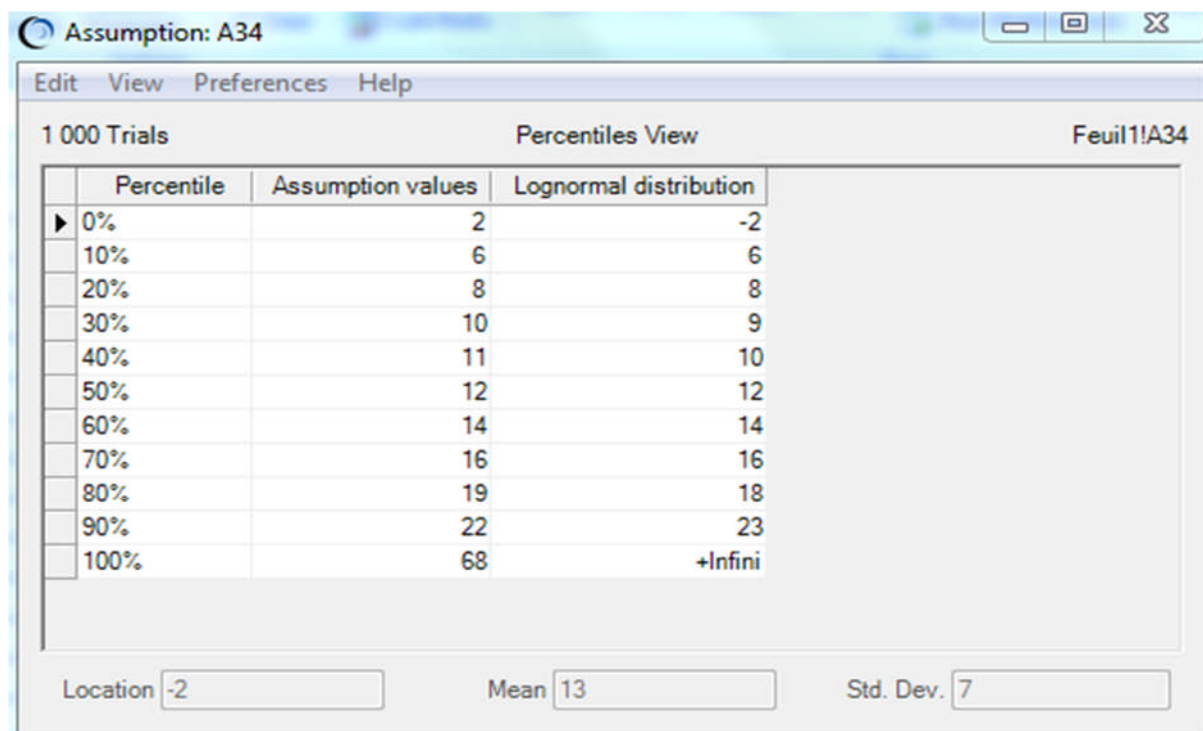 Assumption: A34
Edit View Preferences Help
1 000 Trials Percentiles View Feuil1!A34
Percentile Assumption values Lognormal distribution
0% 2 -2
10% 6 6
20% 8 8
30% 10 9
40% 11 10
50% 12 12
60% 14 14
70% 16 16
80% 19 18
90% 22 23
100% 68 +Infini
Location -2 Mean 13 Std. Dev. 7